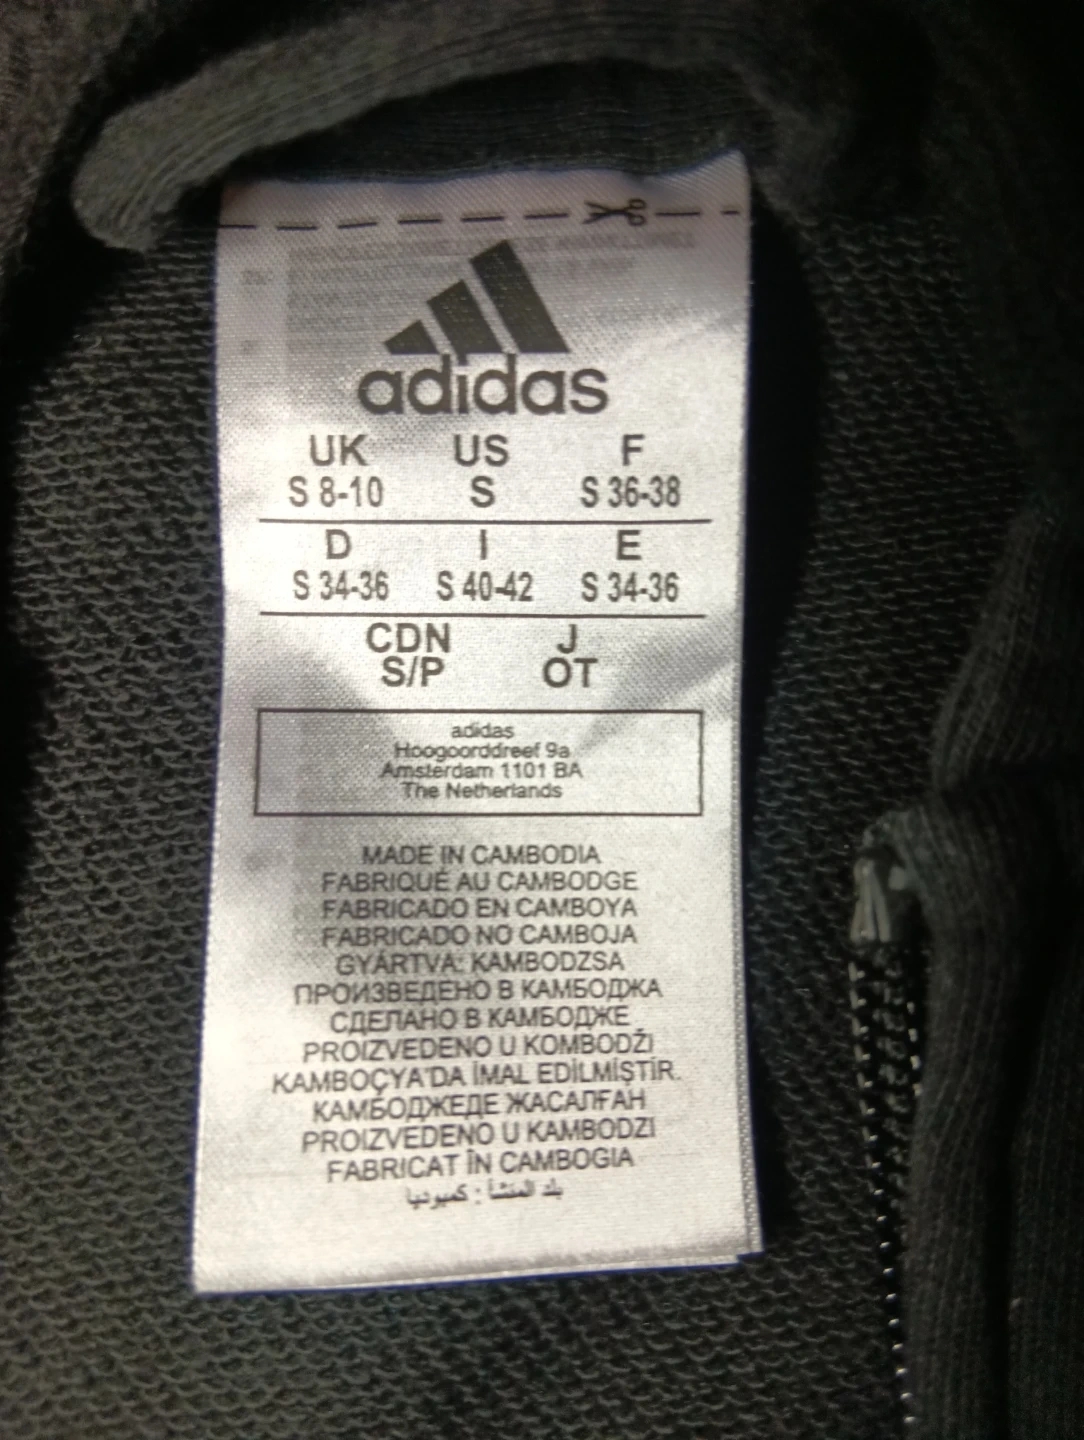 adidas
UK US F
S 8-10 S S 36-38
D I E
S 34-36 S 40-42 S 34-36
CDN J
S/P OT
adidas
Hoogoorddreef 9a
Amsterdam 1101 BA
The Netherlands
MADE IN CAMBODIA
FABRIQUÉ AU CAMBODGE
FABRICADO EN CAMBOYA
FABRICADO NO CAMBOJA
GYÁRTVA: KAMBODZSA
ПРОИЗВЕДЕНО В КАМБОДЖА
СДЕЛАНО В КАМБОДЖЕ
PROIZVEDENO U KOMBODŽI
KAMBOÇYA'DA İMAL EDİLMİŞTİR.
КАМБОДЖЕДЕ ЖАСАЛҒАН
PROIZVEDENO U KAMBODZI
FABRICAT ÎN CAMBOGIA
بلد المنشأ : كمبوديا